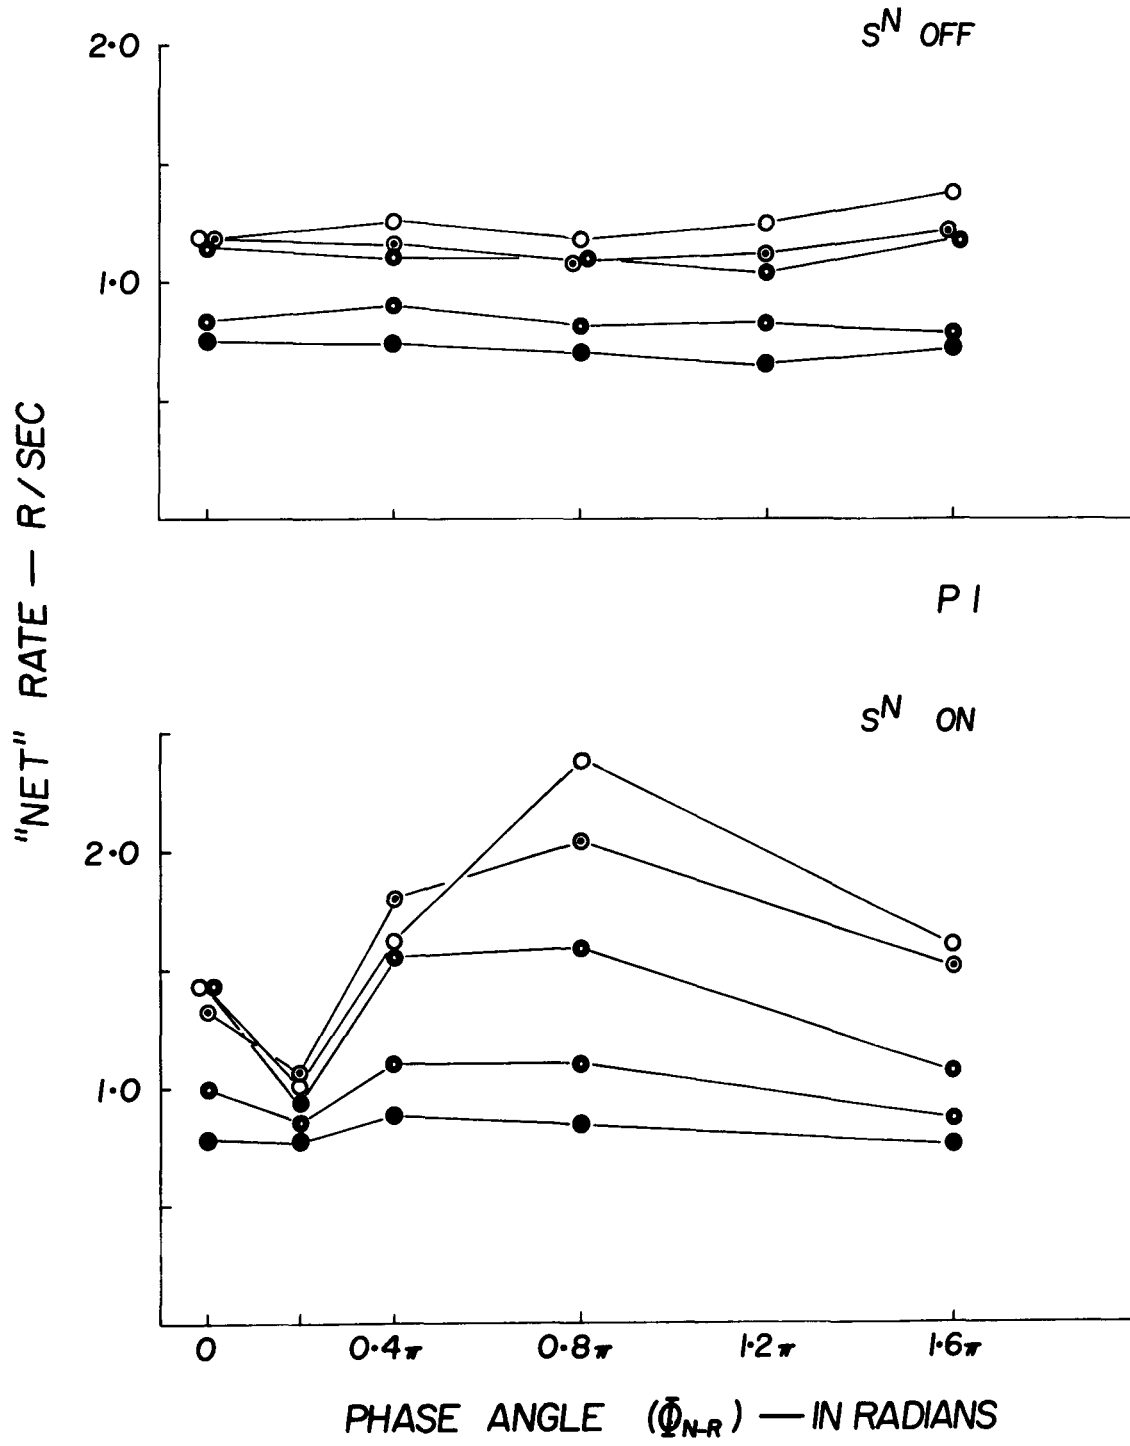 S^N OFF
2·0
1·0
"NET" RATE — R/SEC
P 1
S^N ON
2·0
1·0
0 0·4π 0·8π 1·2π 1·6π
PHASE ANGLE (Φ_N-R) — IN RADIANS